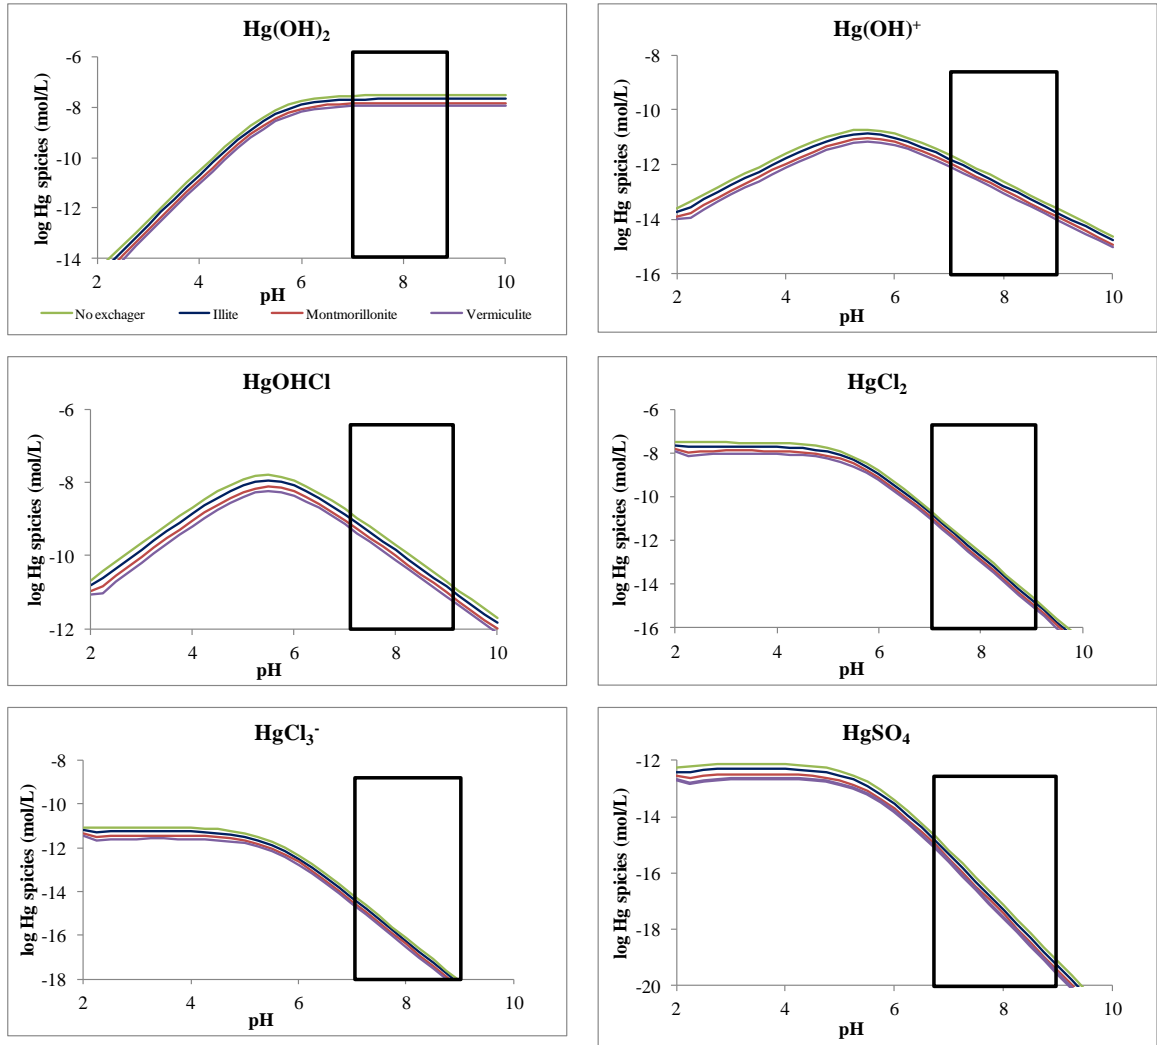 Hg(OH)₂
log Hg spicies (mol/L)
-6
-8
-10
-12
-14
2 4 6 8 10
pH
No exchager Illite Montmorillonite Vermiculite
Hg(OH)⁺
log Hg spicies (mol/L)
-8
-10
-12
-14
-16
2 4 6 8 10
pH
HgOHCl
log Hg spicies (mol/L)
-6
-8
-10
-12
2 4 6 8 10
pH
HgCl₂
log Hg spicies (mol/L)
-6
-8
-10
-12
-14
-16
2 4 6 8 10
pH
HgCl₃⁻
log Hg spicies (mol/L)
-8
-10
-12
-14
-16
-18
2 4 6 8 10
pH
HgSO₄
log Hg spicies (mol/L)
-12
-14
-16
-18
-20
2 4 6 8 10
pH